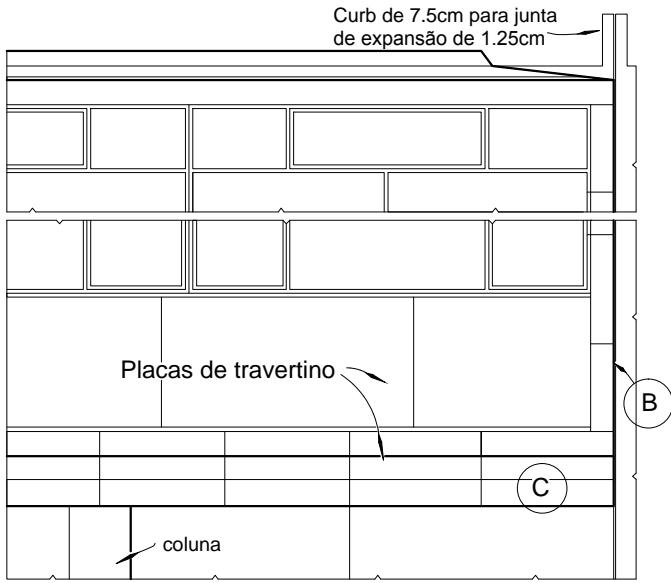 Curb de 7.5cm para junta
de expansão de 1.25cm
Placas de travertino
B
C
coluna